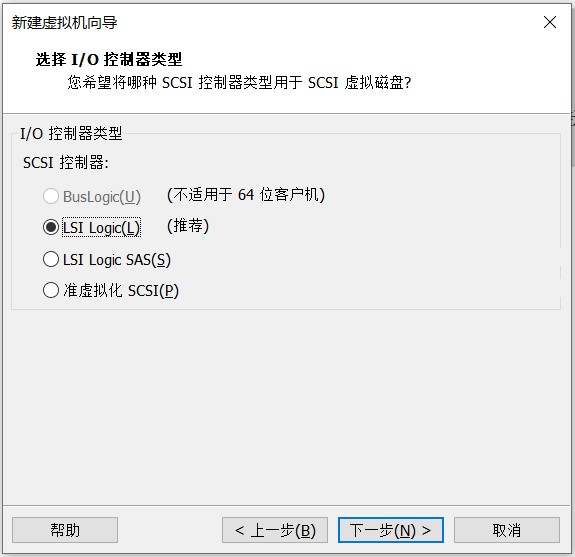 新建虚拟机向导
选择 I/O 控制器类型
您希望将哪种 SCSI 控制器类型用于 SCSI 虚拟磁盘?
I/O 控制器类型
SCSI 控制器:
BusLogic(U) (不适用于 64 位客户机)
LSI Logic(L) (推荐)
LSI Logic SAS(S)
准虚拟化 SCSI(P)
帮助 < 上一步(B) 下一步(N) > 取消